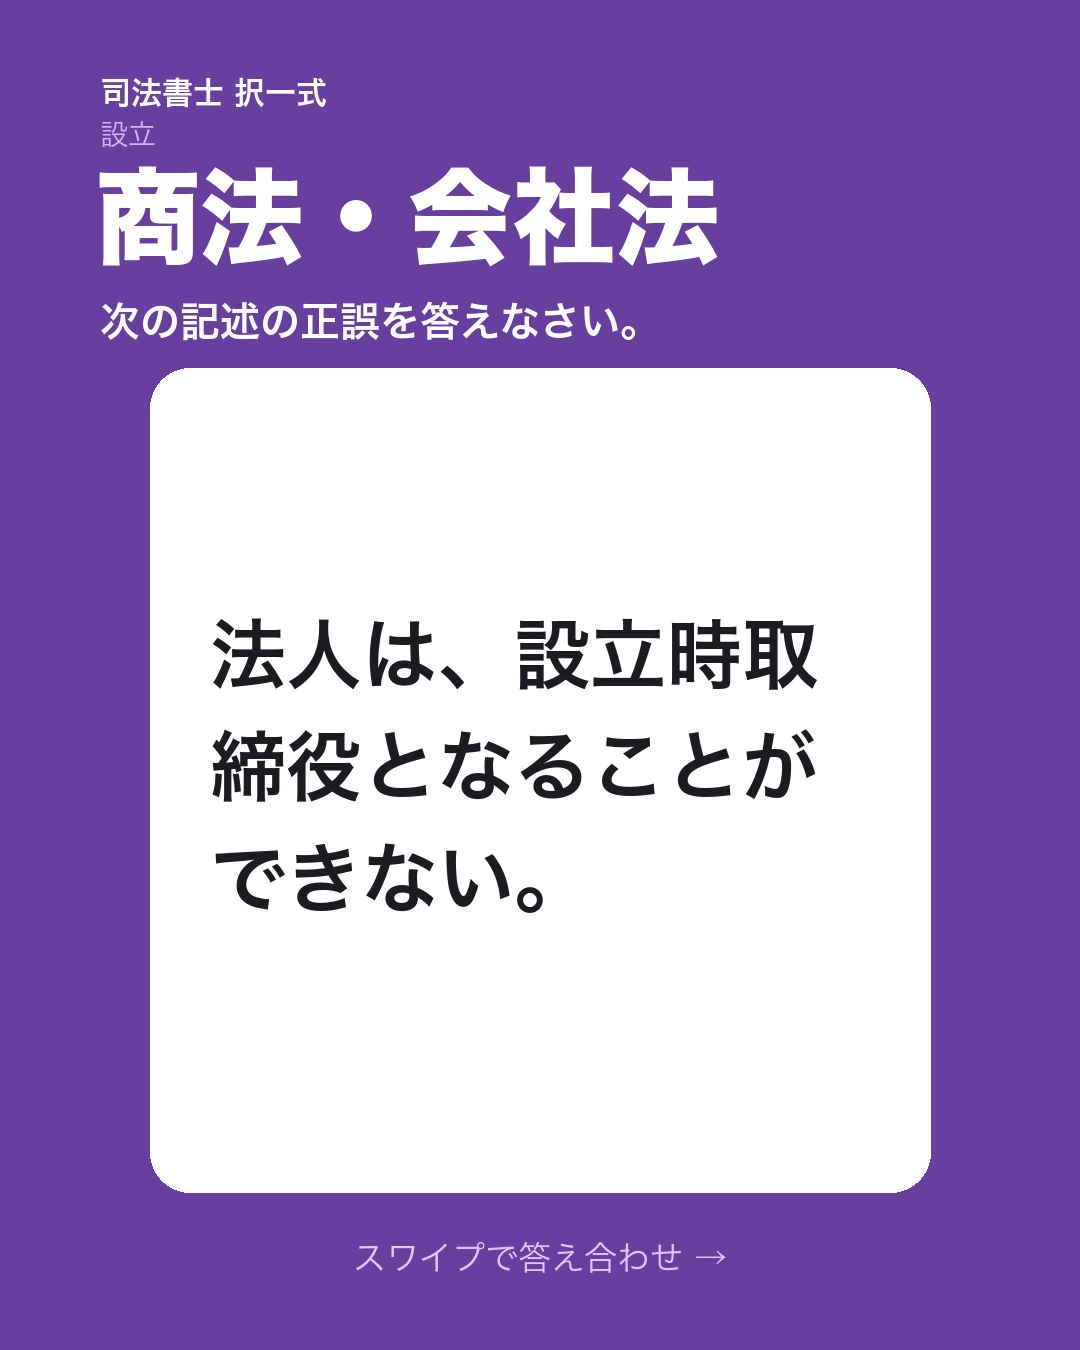 司法書士 択一式
設立
商法・会社法
次の記述の正誤を答えなさい。
法人は、設立時取
締役となることが
できない。
スワイプで答え合わせ →